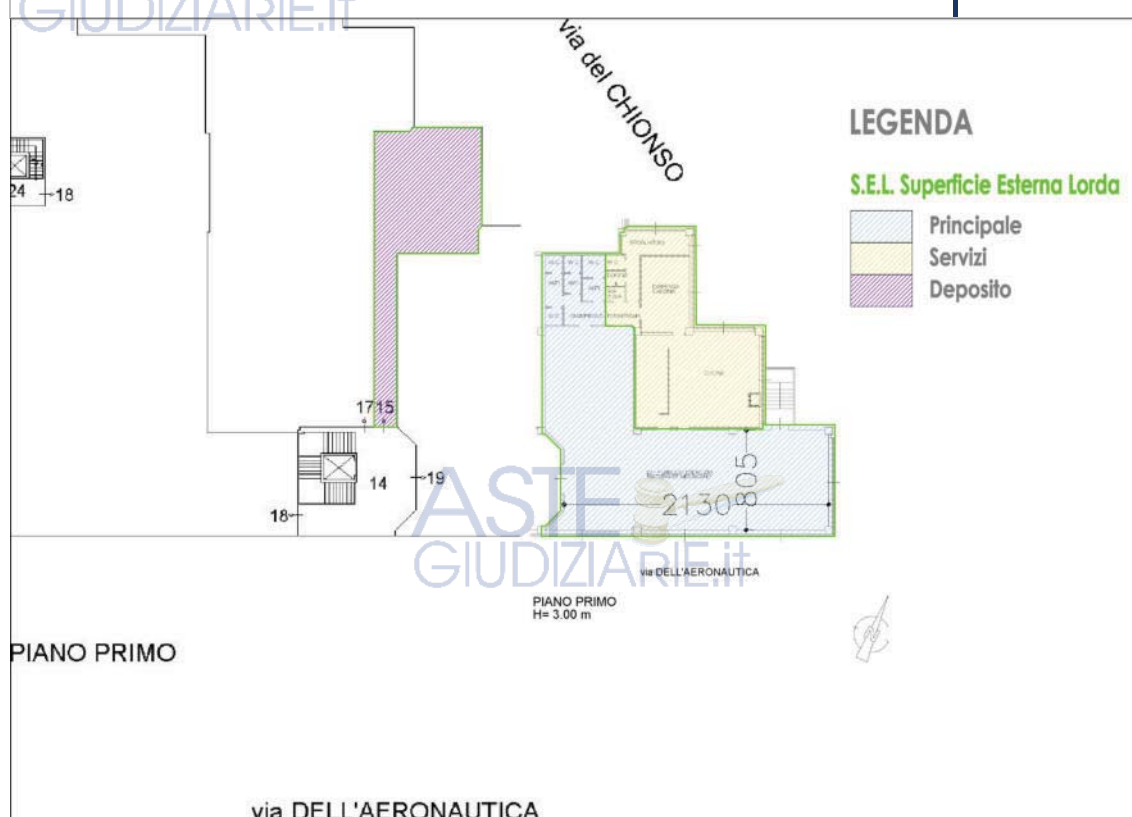 GIUDIZIARIE.it
via del CHIONSO
LEGENDA
S.E.L. Superficie Esterna Lorda
Principale
Servizi
Deposito
24
18
17 15
14
19
18
W.C.
W.C.
W.C.
W.C.
CUCINA
805
2130
ASTE
GIUDIZIARIE.it
via DELL'AERONAUTICA
PIANO PRIMO
H= 3.00 m
PIANO PRIMO
via DELL'AERONAUTICA